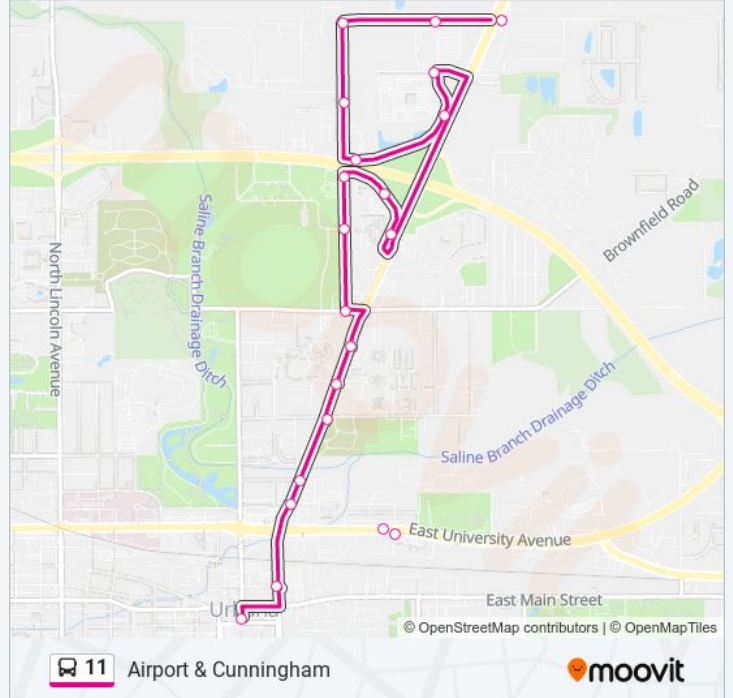 Brownfield Road
Saline Branch Drainage Ditch
North Lincoln Avenue
Saline Branch Drainage Ditch
East University Avenue
East Main Street
Urbana
© OpenStreetMap contributors | © OpenMapTiles
11 Airport & Cunningham
moovit